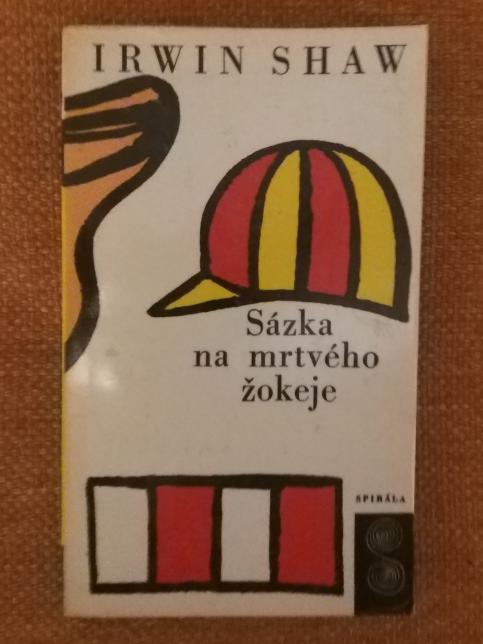 IRWIN SHAW
Sázka
na mrtvého
žokeje
SPIRÁLA